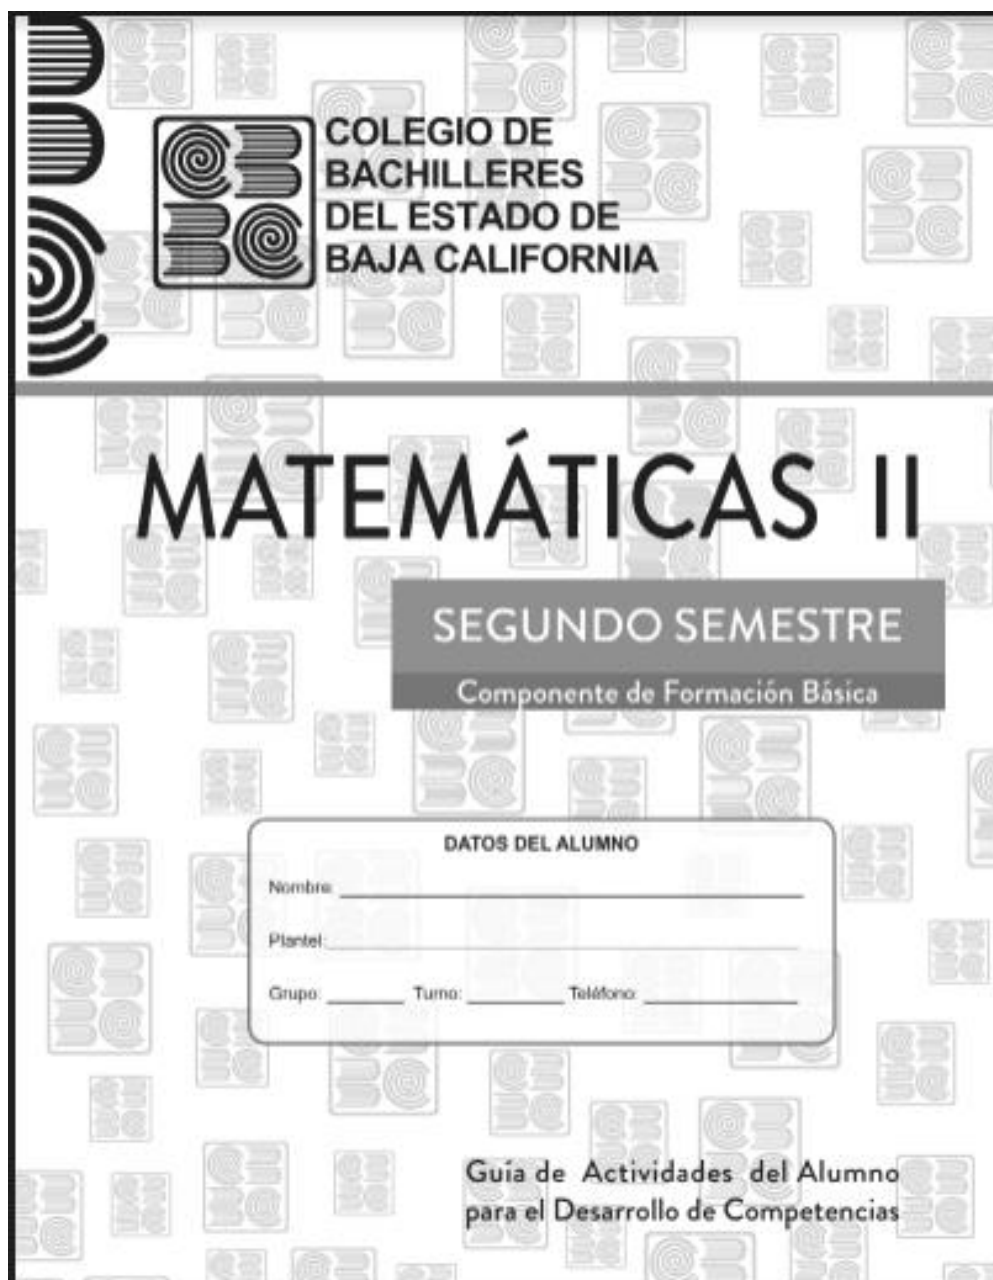 COLEGIO DE
BACHILLERES
DEL ESTADO DE
BAJA CALIFORNIA
MATEMÁTICAS II
SEGUNDO SEMESTRE
Componente de Formación Básica
DATOS DEL ALUMNO
Nombre:
Plantel:
Grupo: Turno: Teléfono:
Guía de Actividades del Alumno
para el Desarrollo de Competencias